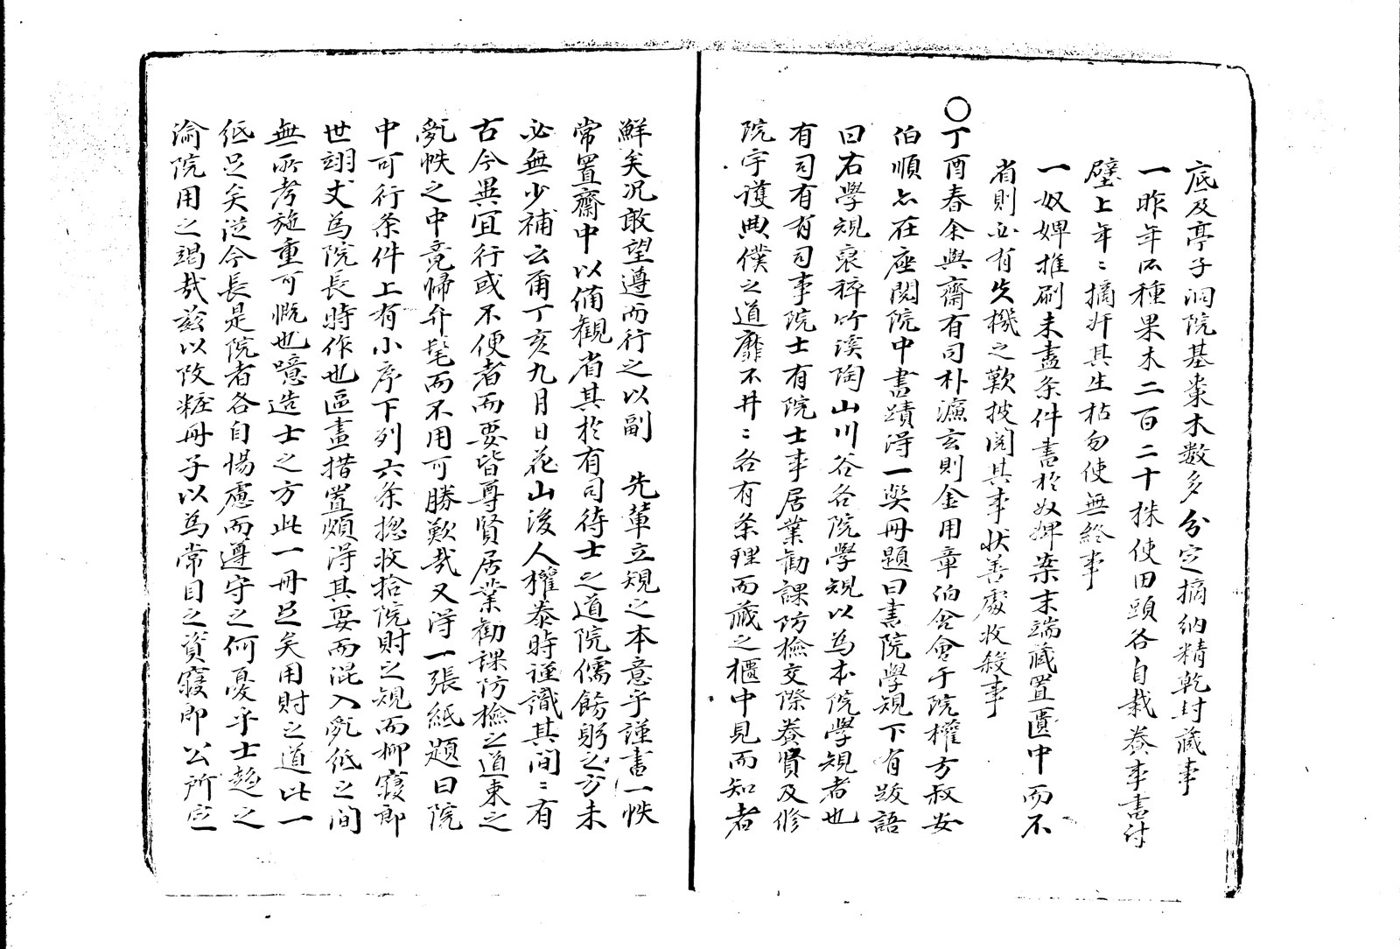 底及亭子洞院基棗木数多分定摘納精乾封藏事
一昨年所種果木二百二十株使田頭各自栽養事書付
壁上年〻摘奸其生枯勿使無終事
一奴婢推刷未盡条件書於奴婢案末端藏置匱中而不
省則必有失機之歎披閱其事状善處收殺事
○丁酉春余與齋有司朴濂玄則金用章伯會于院權方叔安
伯順亦在座閱院中書蹟得一樊冊題曰書院學規下有跋語
曰右學規裒稡竹溪陶山川谷各院學規以為本院學規者也
有司有有司事院士有院士事居業勸課防檢交際養賢及修
院宇護典僕之道靡不井〻各有条理而藏之櫃中見而知者
鮮矣况敢望遵而行之以副 先輩立規之本意乎謹書一帙
常置齋中以備觀省其於有司待士之道院儒飭躬之方未
必無少補云甭丁亥九月日花山後人權泰時謹識其間〻有
古今異宜行或不便者而要皆尊賢居業勸課防檢之道束之
亂帙之中竟帰弁髦而不用可勝歎哉又得一張紙題曰院
中可行条件上有小序下列六条摠收拾院財之規而柳寢郎
世翊丈為院長時作也區畫措置頗得其要而混入亂紙之間
無所考施重可慨也噫造士之方此一冊足矣用財之道此一
紙足矣從今長是院者各自惕慮而遵守之何憂乎士趍之
渝院用之竭哉玆以改粧冊子以為常目之資寢郎公所定